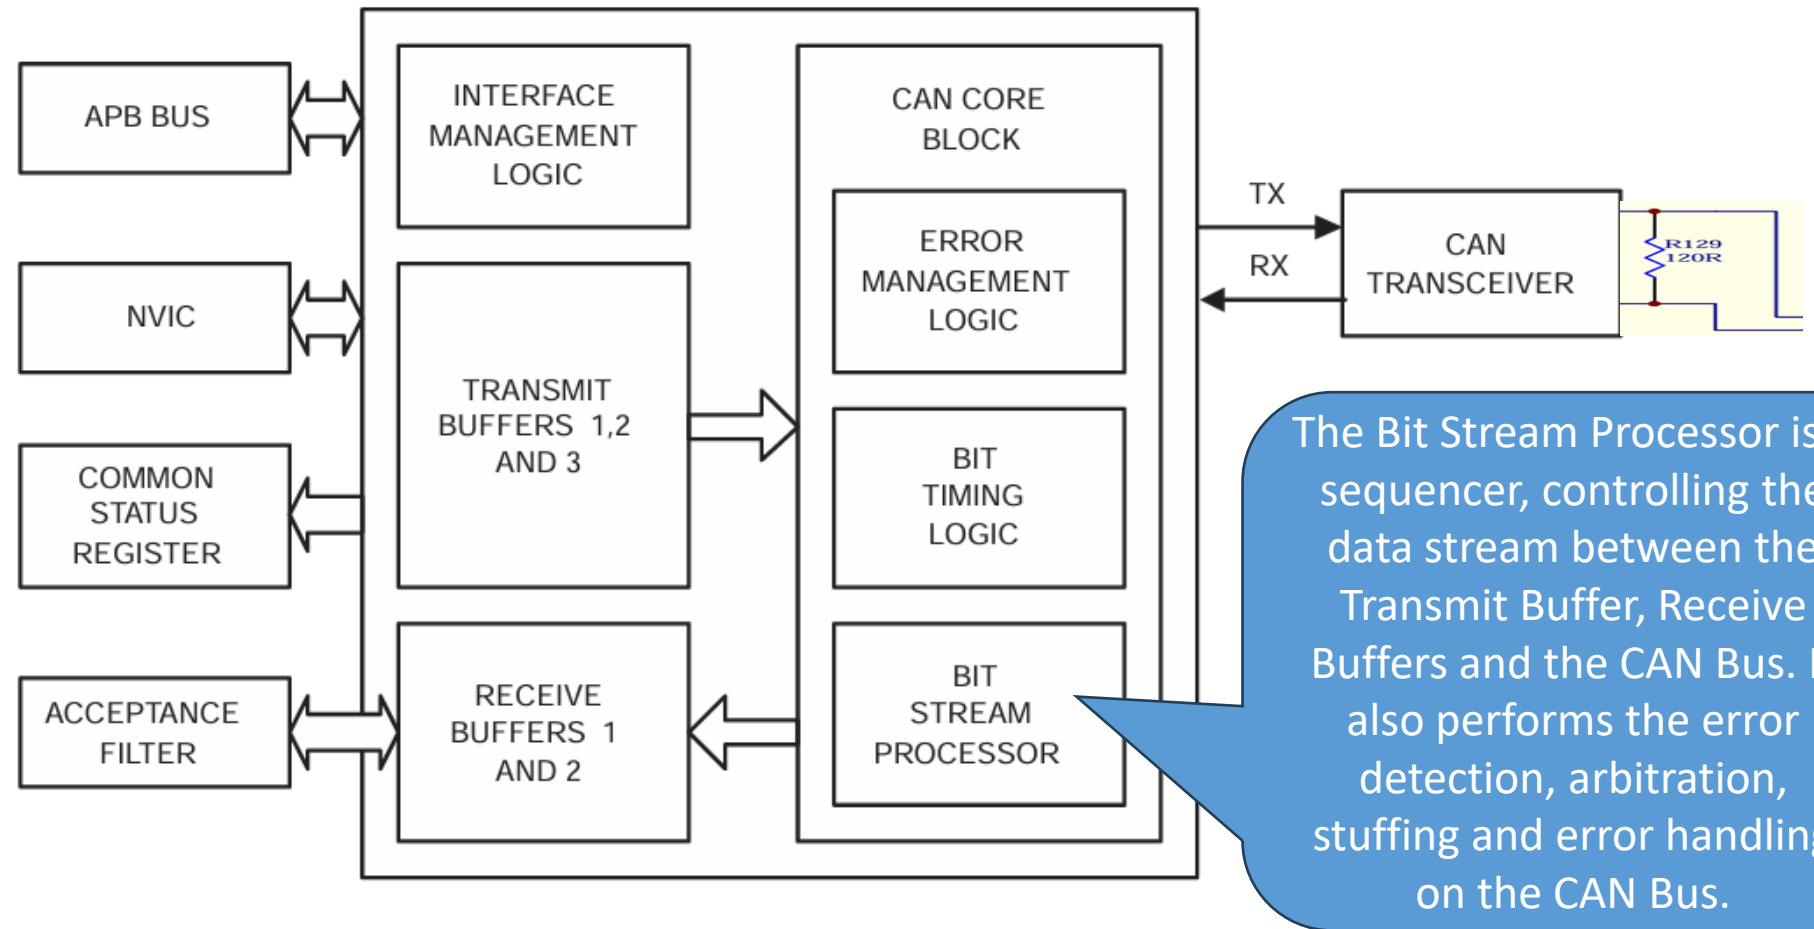 APB BUS
NVIC
COMMON
STATUS
REGISTER
ACCEPTANCE
FILTER
INTERFACE
MANAGEMENT
LOGIC
TRANSMIT
BUFFERS 1,2
AND 3
RECEIVE
BUFFERS 1
AND 2
CAN CORE
BLOCK
ERROR
MANAGEMENT
LOGIC
BIT
TIMING
LOGIC
BIT
STREAM
PROCESSOR
TX
RX
CAN
TRANSCEIVER
R129
120R
The Bit Stream Processor is
sequencer, controlling the
data stream between the
Transmit Buffer, Receive
Buffers and the CAN Bus.
also performs the error
detection, arbitration,
stuffing and error handling
on the CAN Bus.